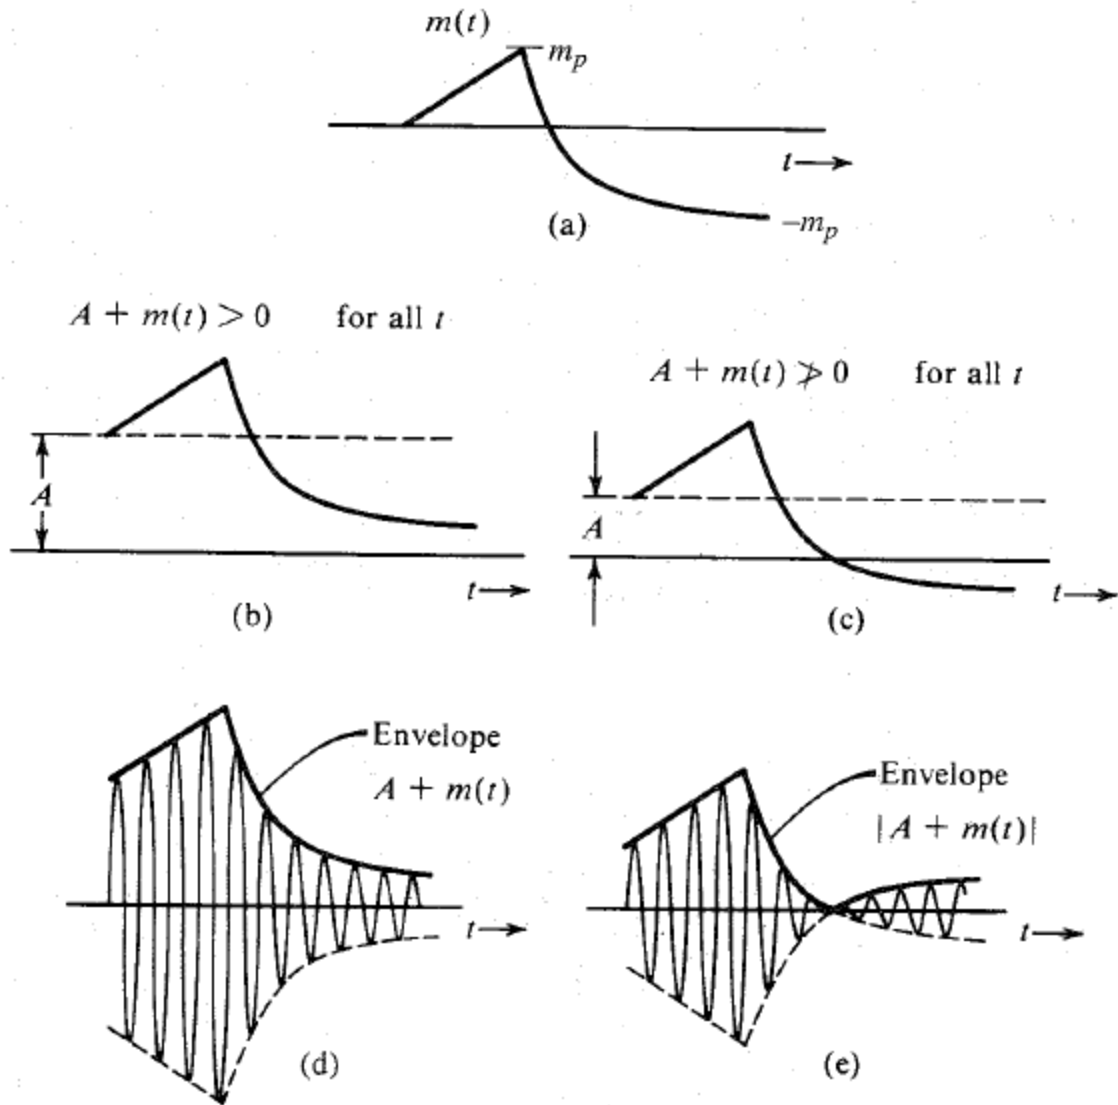 m(t)
m_p
t
-m_p
(a)
A + m(t) > 0 for all t
A
t
(b)
A + m(t) ≯ 0 for all t
A
t
(c)
Envelope
A + m(t)
t
(d)
Envelope
|A + m(t)|
t
(e)